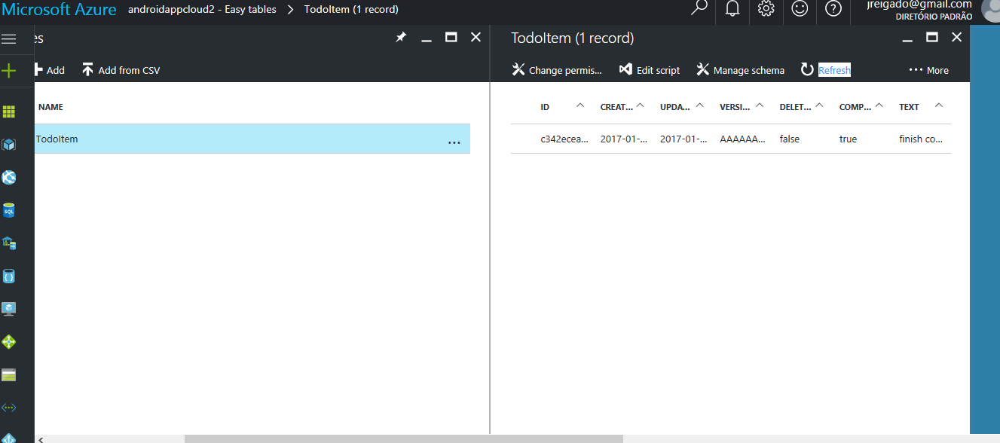 Microsoft Azure androidappcloud2 - Easy tables > TodoItem (1 record)
jreigado@gmail.com
DIRETÓRIO PADRÃO
es
TodoItem (1 record)
Add Add from CSV
Change permis... Edit script Manage schema Refresh ... More
NAME
ID CREAT... UPDA... VERSI... DELET... COMP... TEXT
TodoItem ...
c342ecea... 2017-01-... 2017-01-... AAAAAA... false true finish co...
SQL